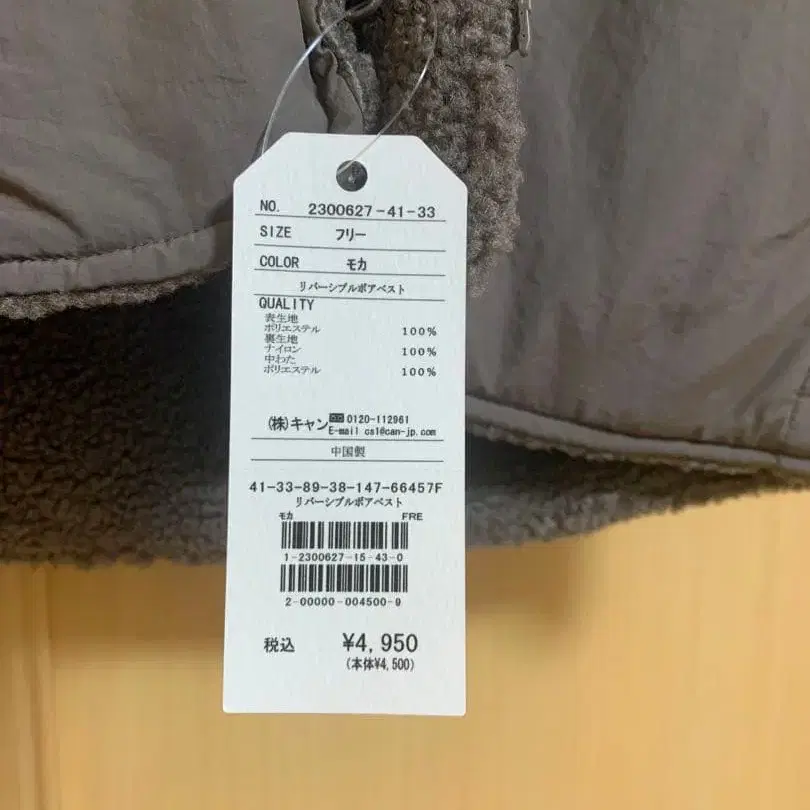 NO. 2300627-41-33
SIZE フリー
COLOR モカ
リバーシブルボアベスト
QUALITY
表生地
ポリエステル 100%
裏生地
ナイロン 100%
中わた
ポリエステル 100%
(株)キャン 0120-112961
E-mail cs1@can-jp.com
中国製
41-33-89-38-147-66457F
リバーシブルボアベスト
モカ FRE
1-2300627-15-43-0
2-00000-004500-9
税込 ¥4,950
(本体¥4,500)